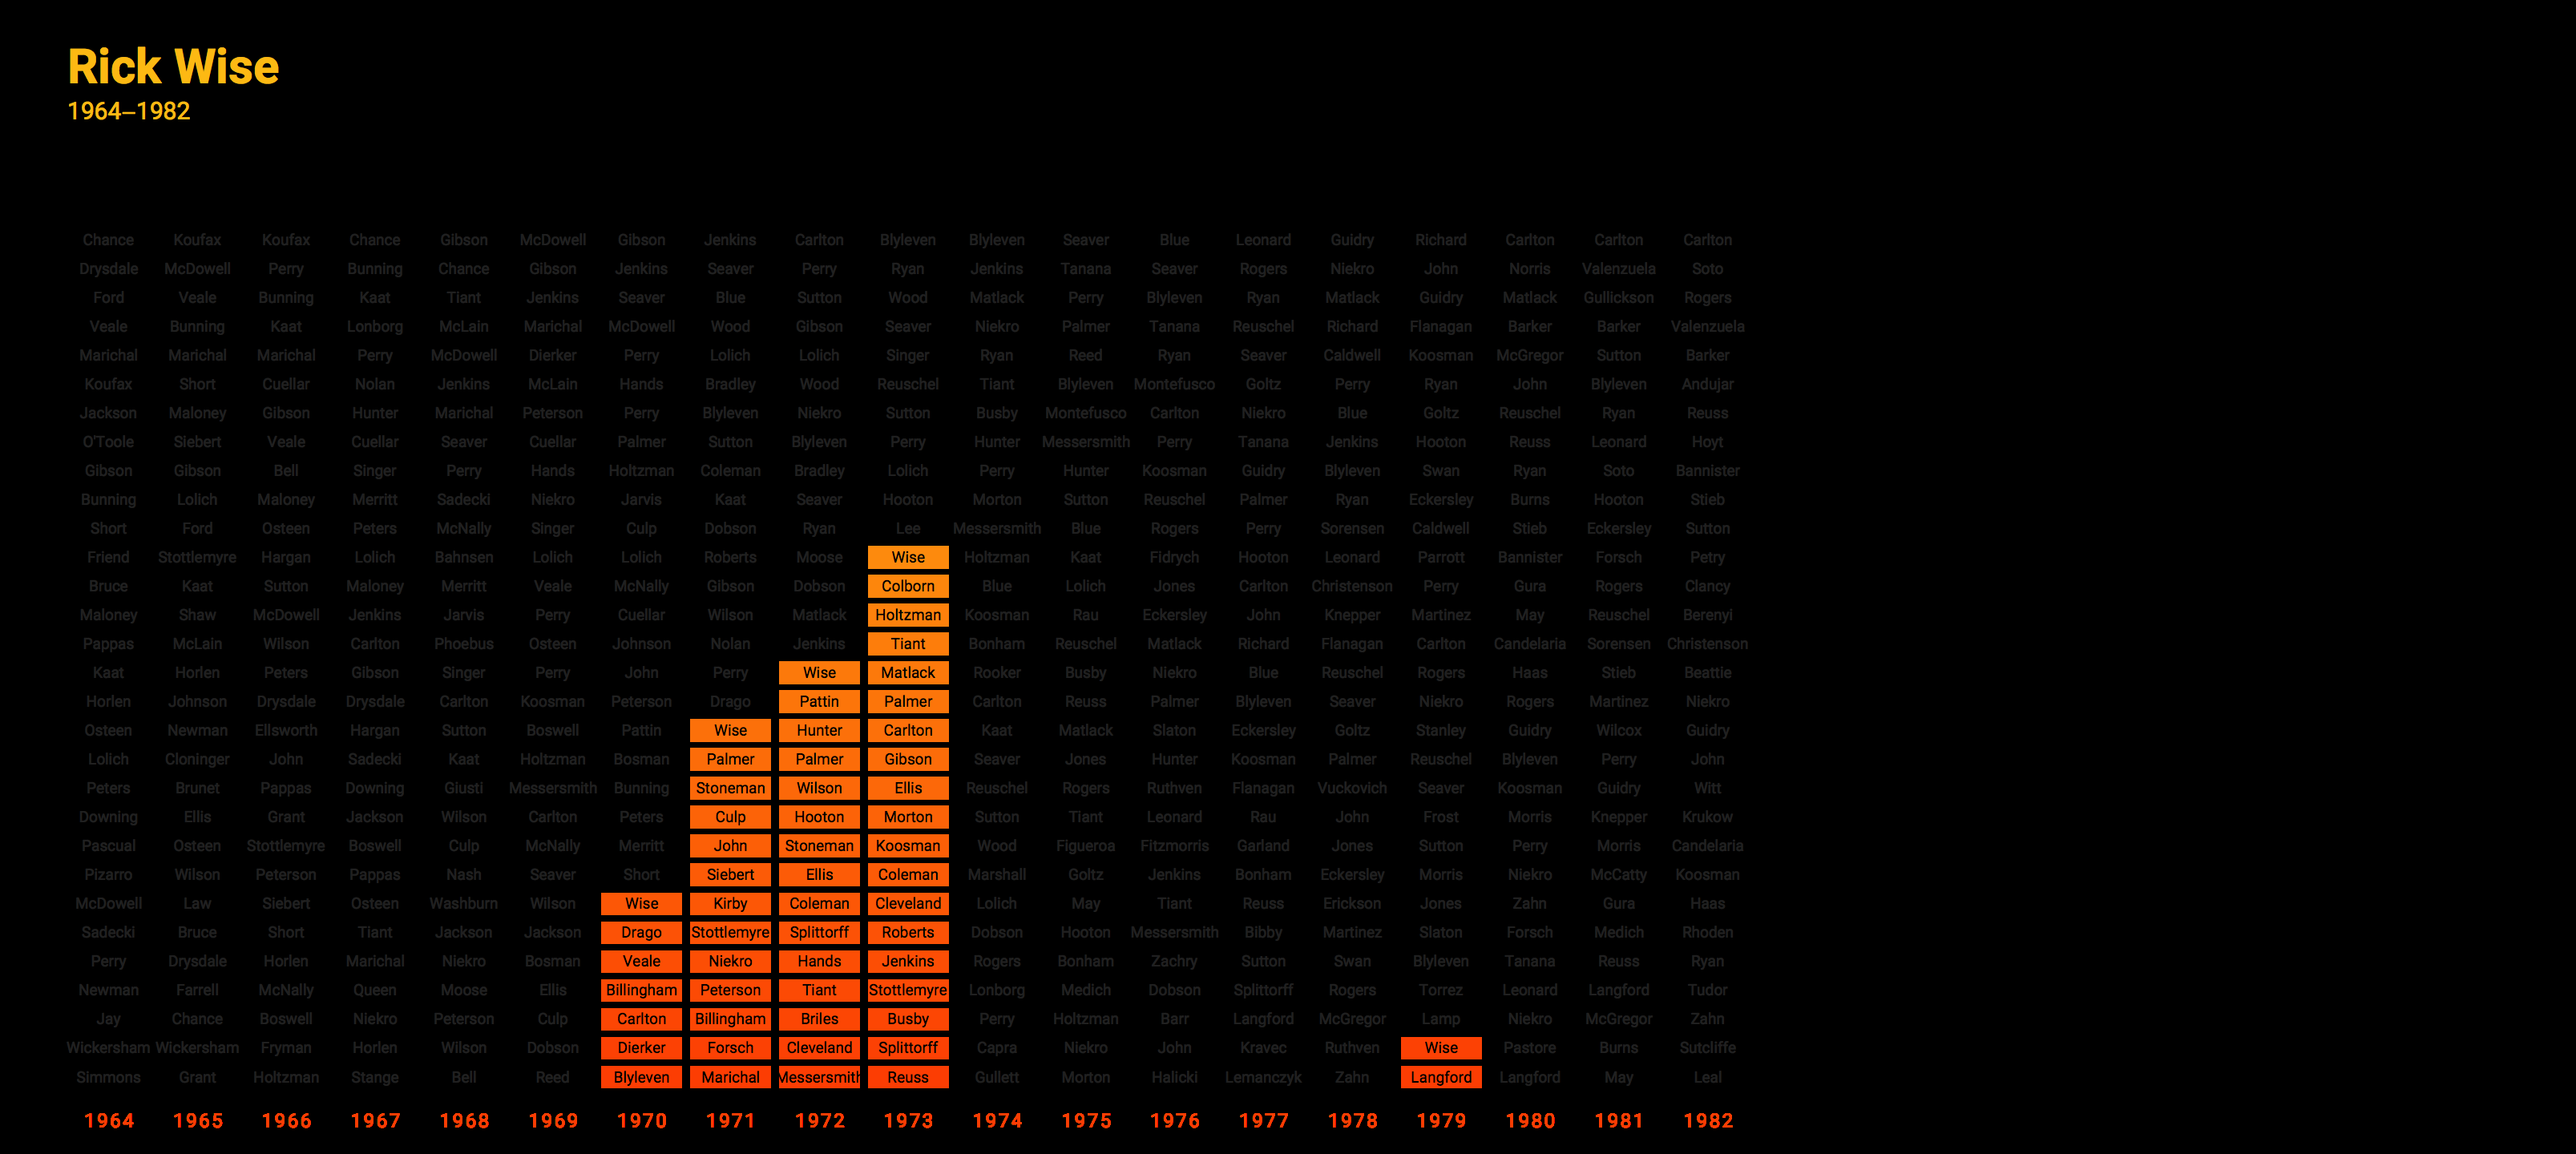 Rick Wise
1964–1982
Chance Koufax Koufax Chance Gibson McDowell Gibson Jenkins Carlton Blyleven Blyleven Seaver Blue Leonard Guidry Richard Carlton Carlton Carlton
Drysdale McDowell Perry Bunning Chance Gibson Jenkins Seaver Perry Ryan Jenkins Tanana Seaver Rogers Niekro John Norris Valenzuela Soto
Ford Veale Bunning Kaat Tiant Jenkins Seaver Blue Sutton Wood Matlack Perry Blyleven Ryan Matlack Guidry Matlack Gullickson Rogers
Veale Bunning Kaat Lonborg McLain Marichal McDowell Wood Gibson Seaver Niekro Palmer Tanana Reuschel Richard Flanagan Barker Barker Valenzuela
Marichal Marichal Marichal Perry McDowell Dierker Perry Lolich Lolich Singer Ryan Reed Ryan Seaver Caldwell Koosman McGregor Sutton Barker
Koufax Short Cuellar Nolan Jenkins McLain Hands Bradley Wood Reuschel Tiant Blyleven Montefusco Goltz Perry Ryan John Blyleven Andujar
Jackson Maloney Gibson Hunter Marichal Peterson Perry Blyleven Niekro Sutton Busby Montefusco Carlton Niekro Blue Goltz Reuschel Ryan Reuss
O'Toole Siebert Veale Cuellar Seaver Cuellar Palmer Sutton Blyleven Perry Hunter Messersmith Perry Tanana Jenkins Hooton Reuss Leonard Hoyt
Gibson Gibson Bell Singer Perry Hands Holtzman Coleman Bradley Lolich Perry Hunter Koosman Guidry Blyleven Swan Ryan Soto Bannister
Bunning Lolich Maloney Merritt Sadecki Niekro Jarvis Kaat Seaver Hooton Morton Sutton Reuschel Palmer Ryan Eckersley Burns Hooton Stieb
Short Ford Osteen Peters McNally Singer Culp Dobson Ryan Lee Messersmith Blue Rogers Perry Sorensen Caldwell Stieb Eckersley Sutton
Friend Stottlemyre Hargan Lolich Bahnsen Lolich Lolich Roberts Moose Wise Holtzman Kaat Fidrych Hooton Leonard Parrott Bannister Forsch Petry
Bruce Kaat Sutton Maloney Merritt Veale McNally Gibson Dobson Colborn Blue Lolich Jones Carlton Christenson Perry Gura Rogers Clancy
Maloney Shaw McDowell Jenkins Jarvis Perry Cuellar Wilson Matlack Holtzman Koosman Rau Eckersley John Knepper Martinez May Reuschel Berenyi
Pappas McLain Wilson Carlton Phoebus Osteen Johnson Nolan Jenkins Tiant Bonham Reuschel Matlack Richard Flanagan Carlton Candelaria Sorensen Christenson
Kaat Horlen Peters Gibson Singer Perry John Perry Wise Matlack Rooker Busby Niekro Blue Reuschel Rogers Haas Stieb Beattie
Horlen Johnson Drysdale Drysdale Carlton Koosman Peterson Drago Pattin Palmer Carlton Reuss Palmer Blyleven Seaver Niekro Rogers Martinez Niekro
Osteen Newman Ellsworth Hargan Sutton Boswell Pattin Wise Hunter Carlton Kaat Matlack Slaton Eckersley Goltz Stanley Guidry Wilcox Guidry
Lolich Cloninger John Sadecki Kaat Holtzman Bosman Palmer Palmer Gibson Seaver Jones Hunter Koosman Palmer Reuschel Blyleven Perry John
Peters Brunet Pappas Downing Giusti Messersmith Bunning Stoneman Wilson Ellis Reuschel Rogers Ruthven Flanagan Vuckovich Seaver Koosman Guidry Witt
Downing Ellis Grant Jackson Wilson Carlton Peters Culp Hooton Morton Sutton Tiant Leonard Rau John Frost Morris Knepper Krukow
Pascual Osteen Stottlemyre Boswell Culp McNally Merritt John Stoneman Koosman Wood Figueroa Fitzmorris Garland Jones Sutton Perry Morris Candelaria
Pizarro Wilson Peterson Pappas Nash Seaver Short Siebert Ellis Coleman Marshall Goltz Jenkins Bonham Eckersley Morris Niekro McCatty Koosman
McDowell Law Siebert Osteen Washburn Wilson Wise Kirby Coleman Cleveland Lolich May Tiant Reuss Erickson Jones Zahn Gura Haas
Sadecki Bruce Short Tiant Jackson Jackson Drago Stottlemyre Splittorff Roberts Dobson Hooton Messersmith Bibby Martinez Slaton Forsch Medich Rhoden
Perry Drysdale Horlen Marichal Niekro Bosman Veale Niekro Hands Jenkins Rogers Bonham Zachry Sutton Swan Blyleven Tanana Reuss Ryan
Newman Farrell McNally Queen Moose Ellis Billingham Peterson Tiant Stottlemyre Lonborg Medich Dobson Splittorff Rogers Torrez Leonard Langford Tudor
Jay Chance Boswell Niekro Peterson Culp Carlton Billingham Briles Busby Perry Holtzman Barr Langford McGregor Lamp Niekro McGregor Zahn
Wickersham Wickersham Fryman Horlen Wilson Dobson Dierker Forsch Cleveland Splittorff Capra Niekro John Kravec Ruthven Wise Pastore Burns Sutcliffe
Simmons Grant Holtzman Stange Bell Reed Blyleven Marichal Messersmith Reuss Gullett Morton Halicki Lemanczyk Zahn Langford Langford May Leal
1964 1965 1966 1967 1968 1969 1970 1971 1972 1973 1974 1975 1976 1977 1978 1979 1980 1981 1982